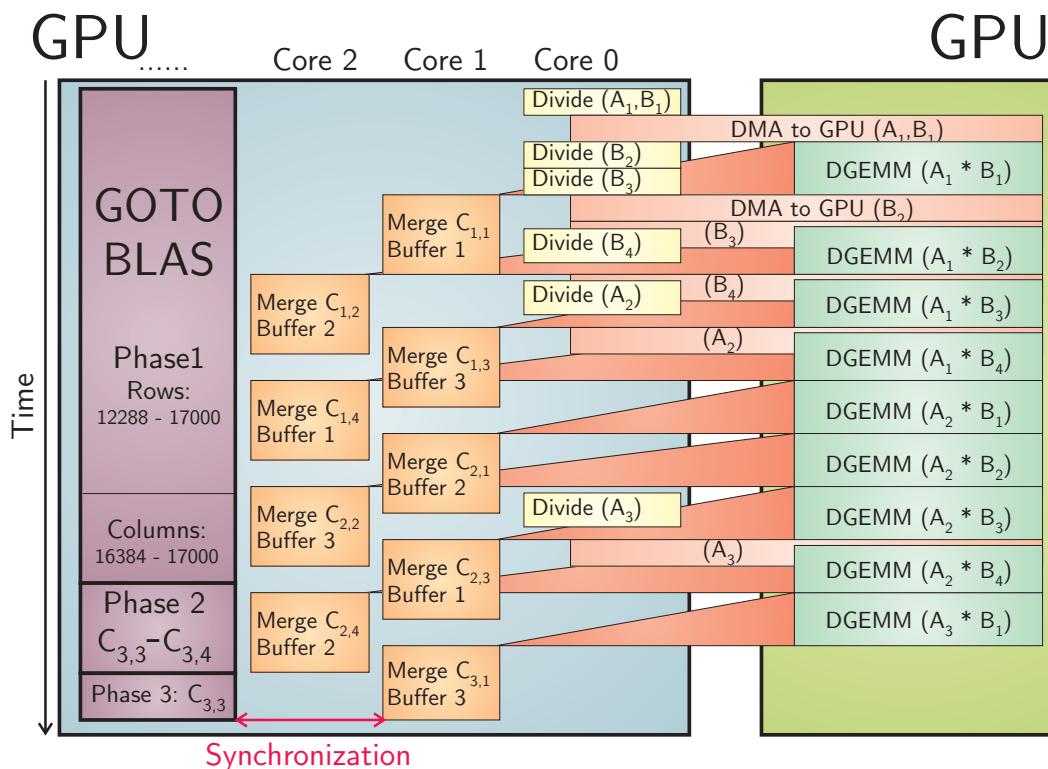 GPU
GPU
......
Core 2
Core 1
Core 0
Time
GOTO
BLAS
Phase1
Rows:
12288 - 17000
Columns:
16384 - 17000
Phase 2
C3,3–C3,4
Phase 3: C3,3
Synchronization
Divide (A1,B1)
DMA to GPU (A1,B1)
Divide (B2)
Divide (B3)
DGEMM (A1 * B1)
Merge C1,1
Buffer 1
DMA to GPU (B2)
Divide (B4)
(B3)
DGEMM (A1 * B2)
Merge C1,2
Buffer 2
Divide (A2)
(B4)
DGEMM (A1 * B3)
Merge C1,3
Buffer 3
(A2)
DGEMM (A1 * B4)
Merge C1,4
Buffer 1
DGEMM (A2 * B1)
Merge C2,1
Buffer 2
DGEMM (A2 * B2)
Merge C2,2
Buffer 3
Divide (A3)
DGEMM (A2 * B3)
Merge C2,3
Buffer 1
(A3)
DGEMM (A2 * B4)
Merge C2,4
Buffer 2
DGEMM (A3 * B1)
Merge C3,1
Buffer 3